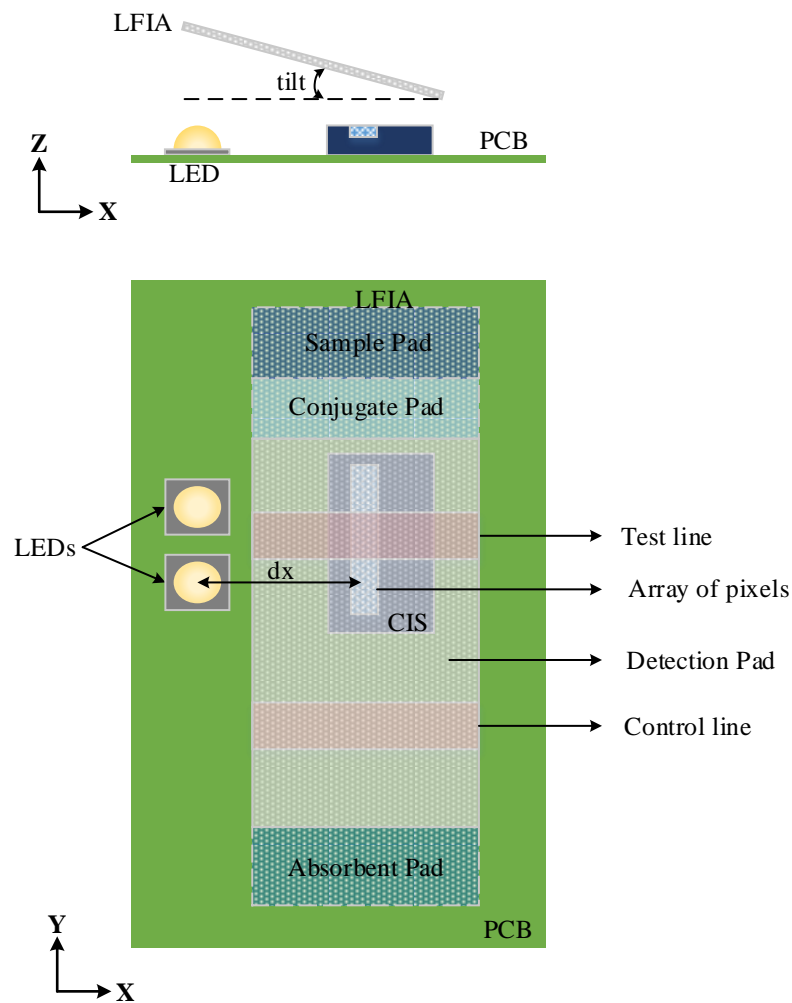 LFIA
tilt
Z
PCB
LED
X
LFIA
Sample Pad
Conjugate Pad
LEDs
Test line
dx
Array of pixels
CIS
Detection Pad
Control line
Absorbent Pad
Y
PCB
X